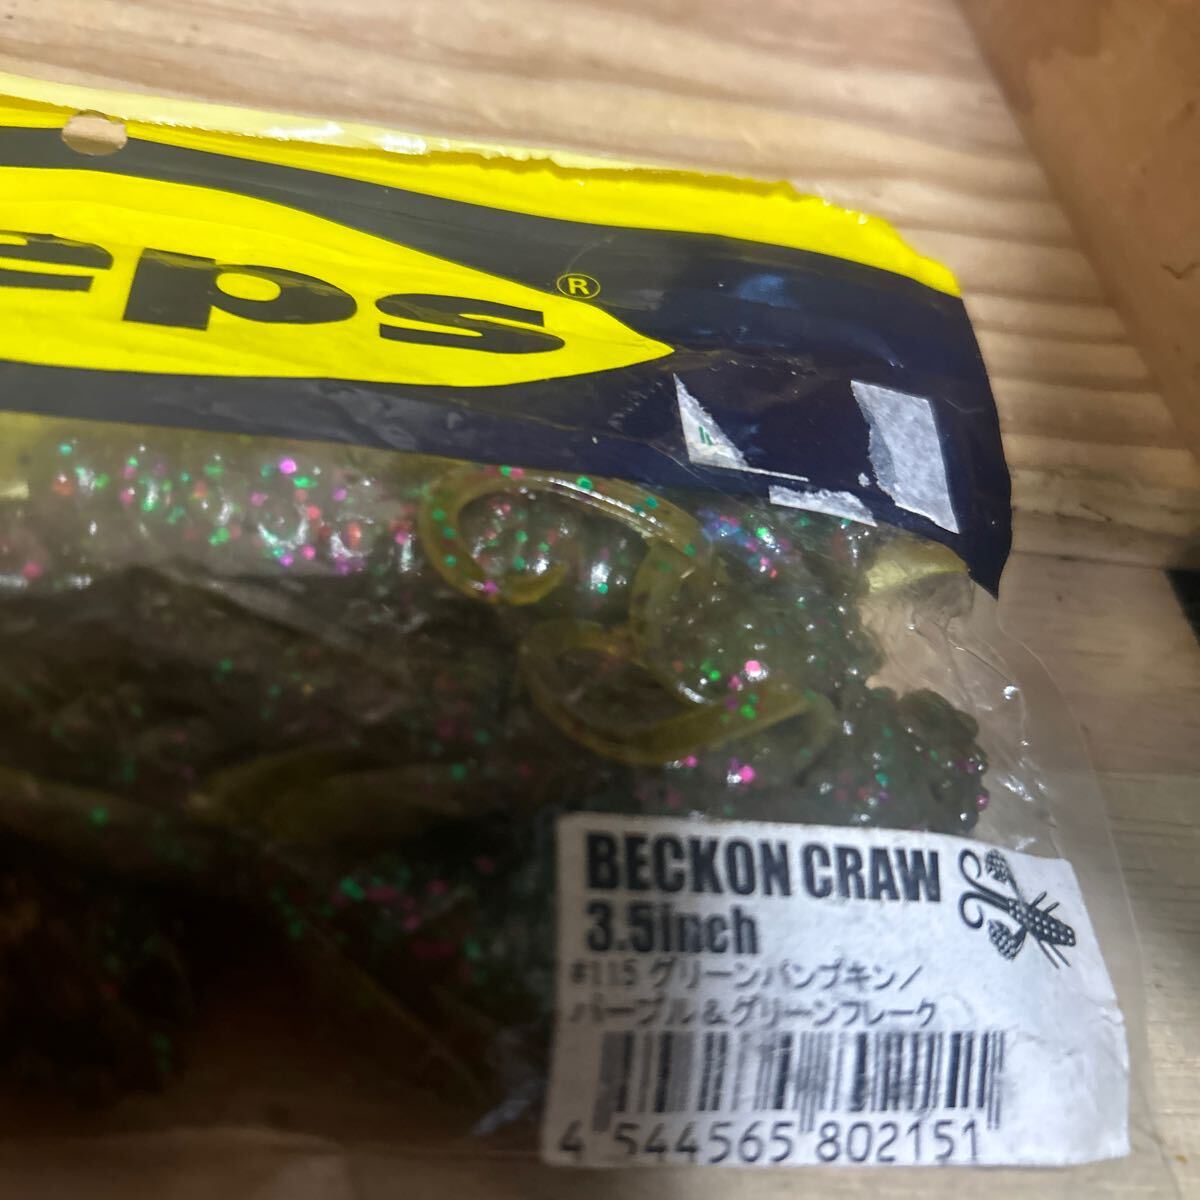 eps®
BECKON CRAW
3.5inch
#115 グリーンパンプキン/
パープル&グリーンフレーク
4 544565 802151